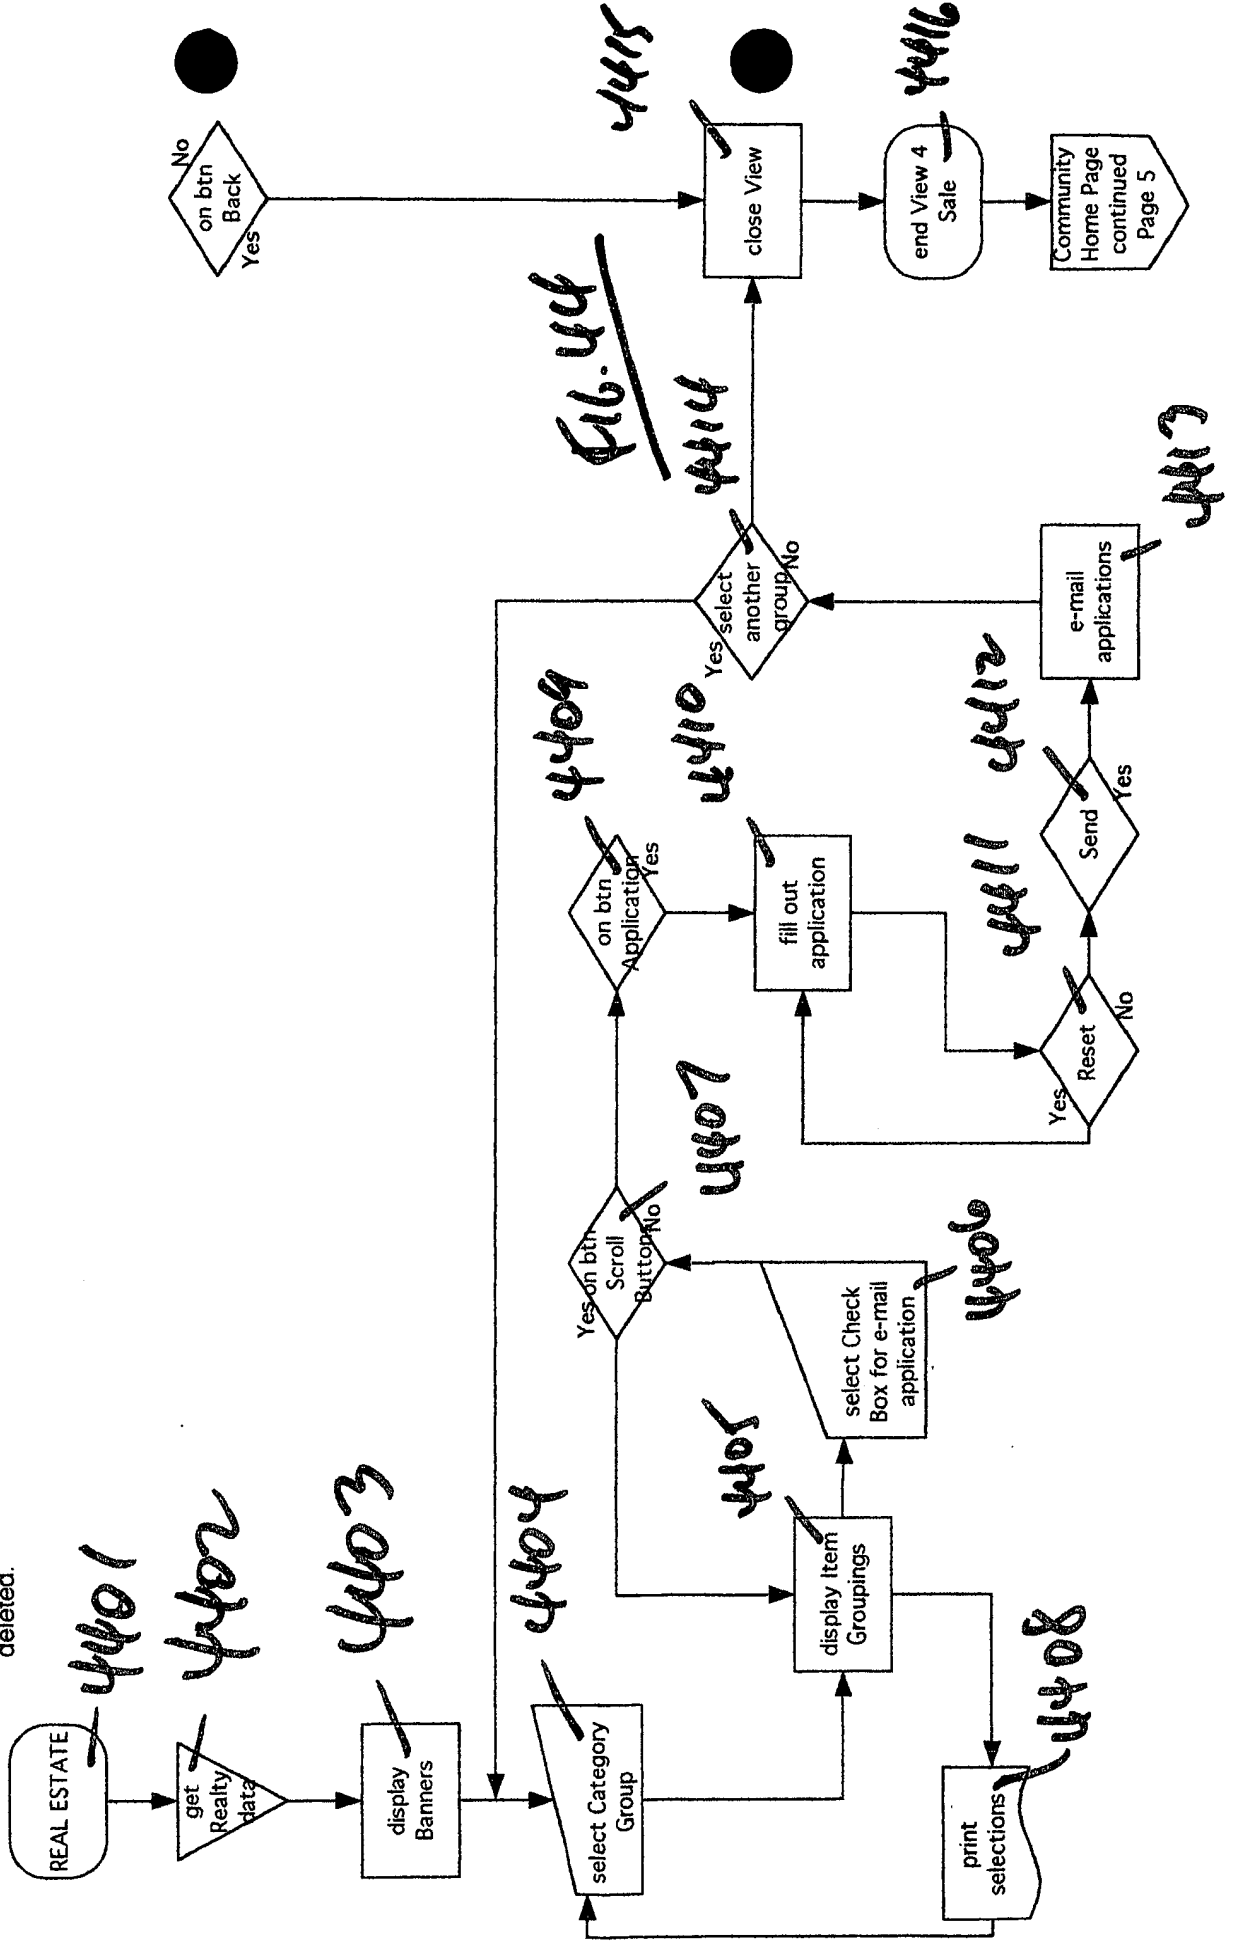 deleted.
REAL ESTATE
4401
get
Realty
data
4402
display
Banners
4403
select Category
Group
4404
display Item
Groupings
4405
print
selections
4408
select Check
Box for e-mail
application
4406
Yes
on btn
Scroll
Button
No
4407
on btn
Application
Yes
4409
fill out
application
4410
Yes
Reset
No
4411
Send
Yes
4412
e-mail
applications
4413
Yes
select
another
group
No
4414
FIG. 44
No
on btn
Back
Yes
close View
4415
end View 4
Sale
4416
Community
Home Page
continued
Page 5